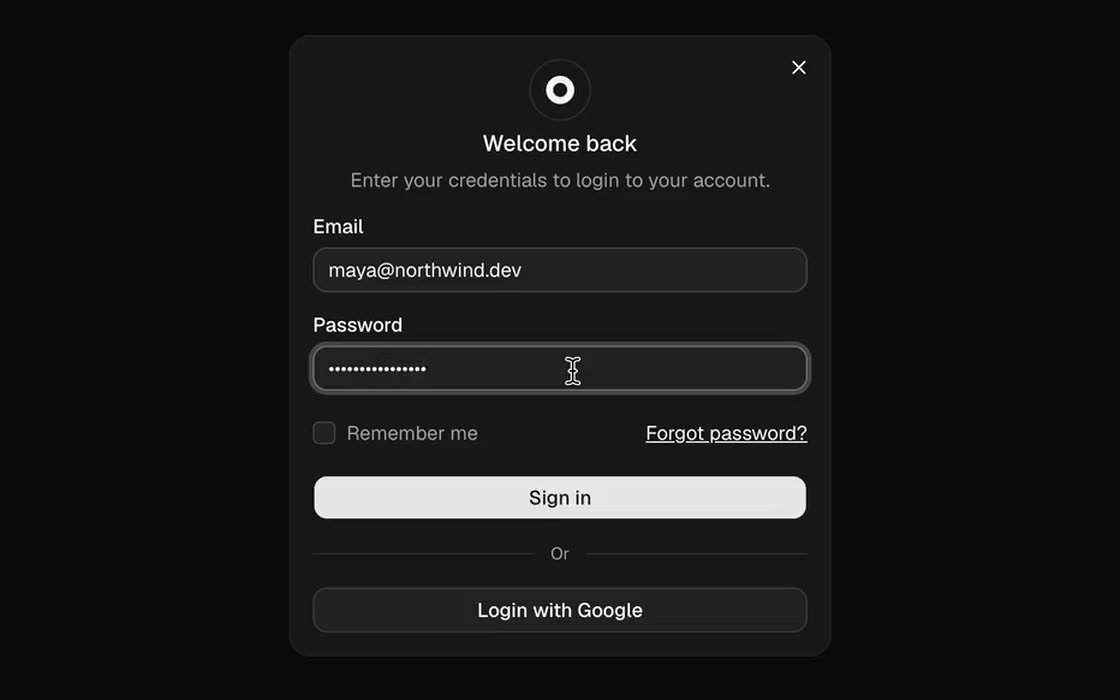 Welcome back
Enter your credentials to login to your account.
Email
maya@northwind.dev
Password
••••••••••••••••
Remember me
Forgot password?
Sign in
Or
Login with Google